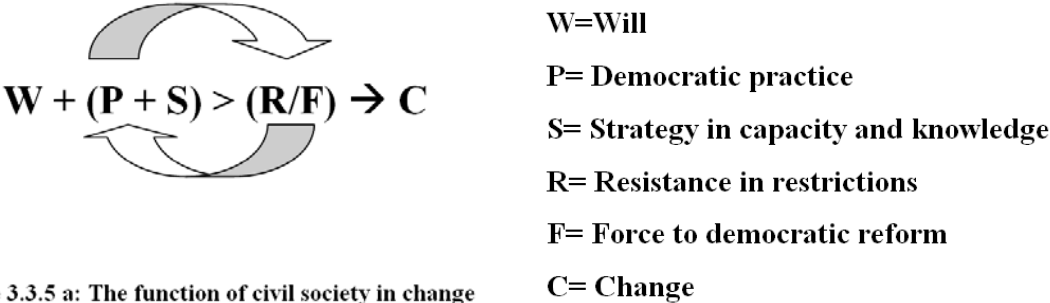 W + (P + S) > (R/F) → C
3.3.5 a: The function of civil society in change
W=Will
P= Democratic practice
S= Strategy in capacity and knowledge
R= Resistance in restrictions
F= Force to democratic reform
C= Change